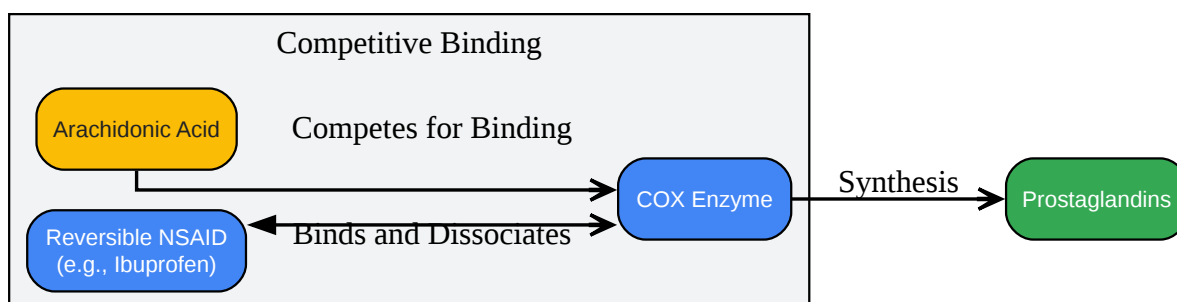 Competitive Binding
Arachidonic Acid
Competes for Binding
COX Enzyme
Synthesis
Prostaglandins
Reversible NSAID
(e.g., Ibuprofen)
Binds and Dissociates